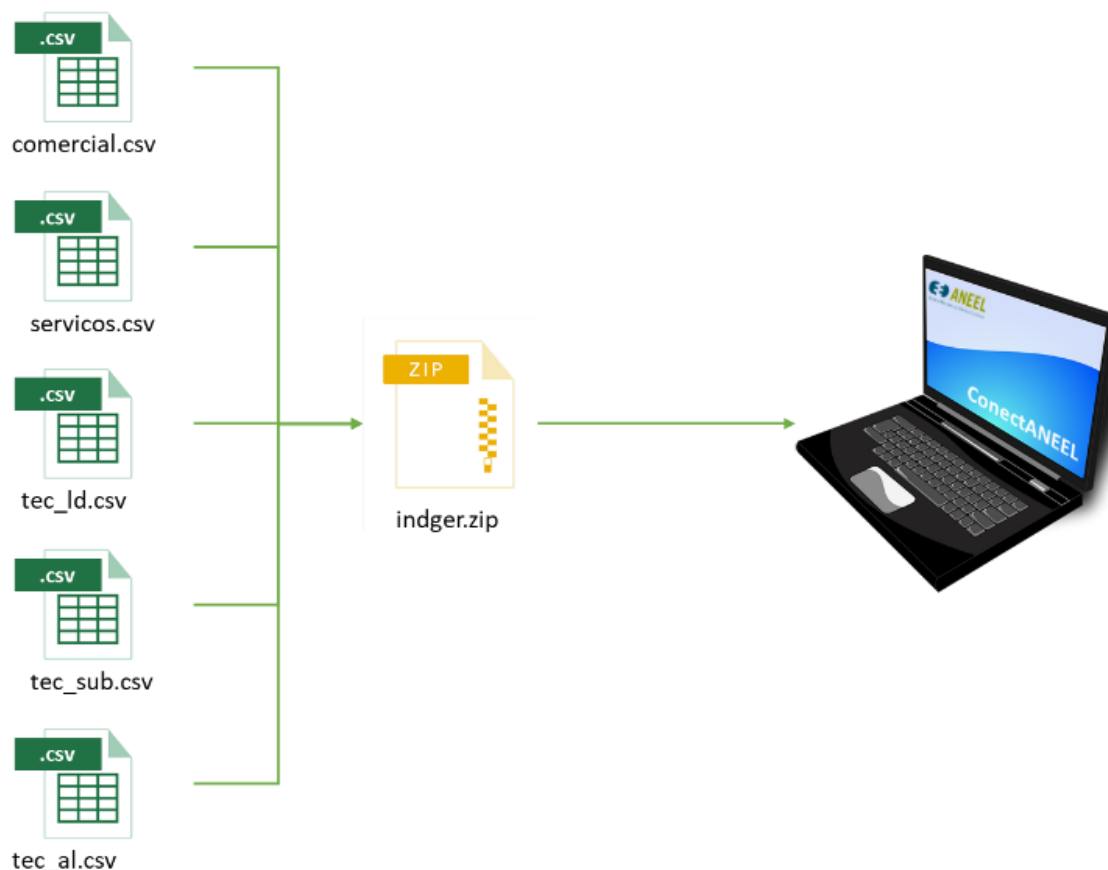 .csv
comercial.csv
.csv
servicos.csv
.csv
tec_ld.csv
.csv
tec_sub.csv
.csv
tec_al.csv
ZIP
indger.zip
ANEEL
ConectANEEL